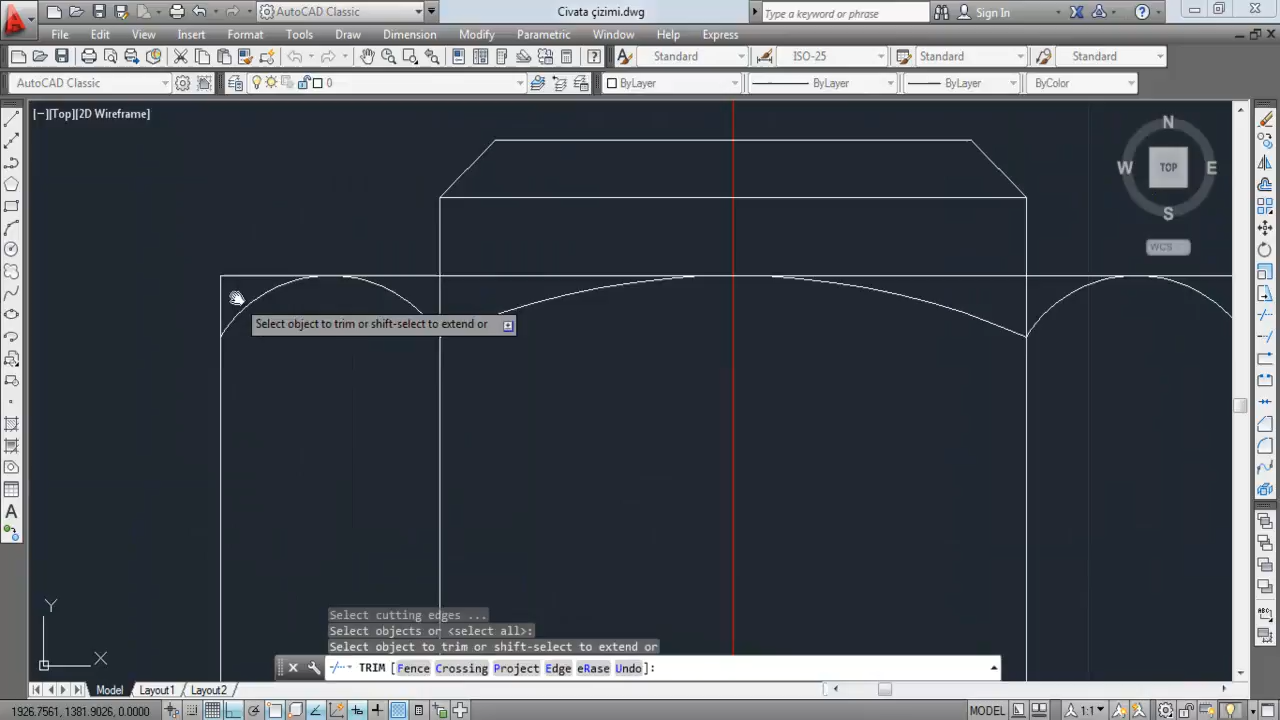 AutoCAD Classic
Civata çizimi.dwg
Type a keyword or phrase
Sign In
File Edit View Insert Format Tools Draw Dimension Modify Parametric Window Help Express
Standard
ISO-25
Standard
Standard
AutoCAD Classic
0
ByLayer
ByLayer
ByLayer
ByColor
[−][Top][2D Wireframe]
N
W
TOP
E
S
WCS
Select object to trim or shift-select to extend or
Select cutting edges ...
Select objects or <select all>:
Select object to trim or shift-select to extend or
TRIM [Fence Crossing Project Edge eRase Undo]:
Y
X
Model Layout1 Layout2
1926.7561, 1381.9026, 0.0000
MODEL
1:1